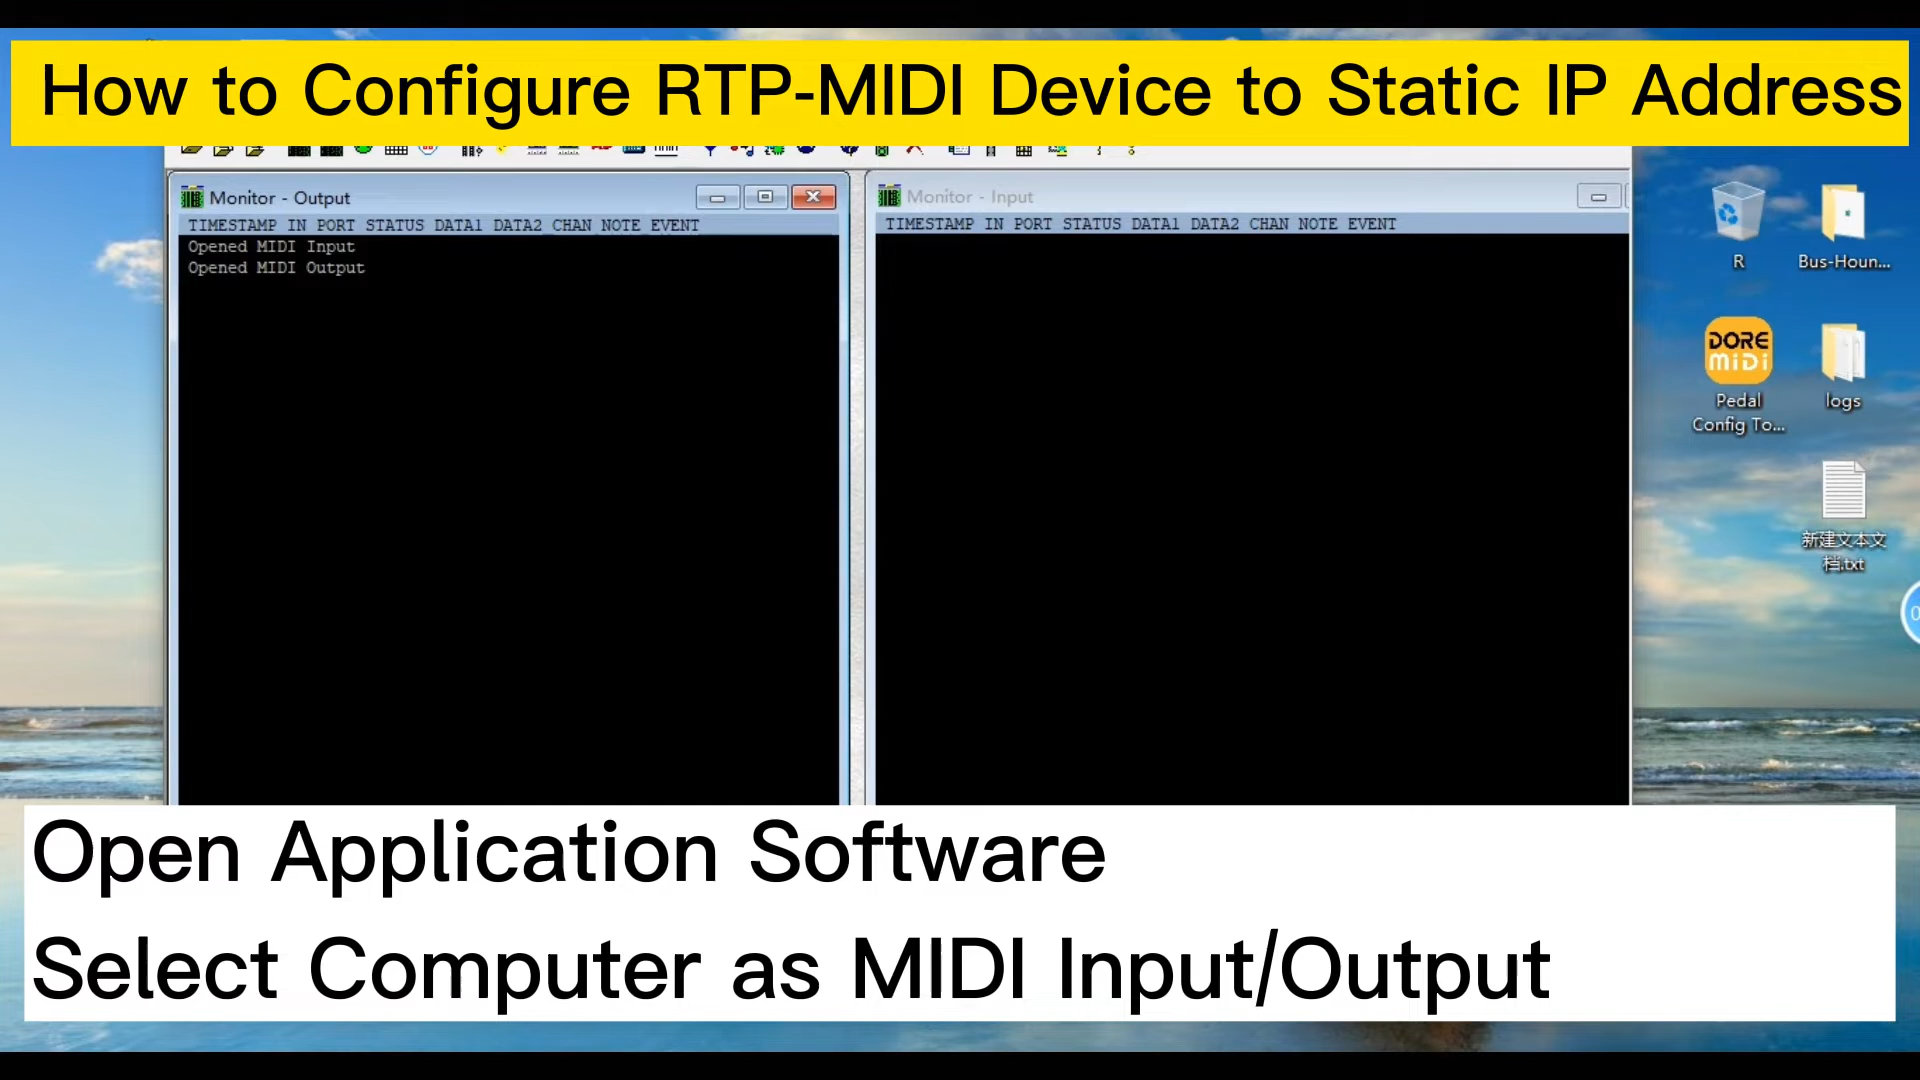 How to Configure RTP-MIDI Device to Static IP Address
Monitor - Output
TIMESTAMP IN PORT STATUS DATA1 DATA2 CHAN NOTE EVENT
Opened MIDI Input
Opened MIDI Output
Monitor - Input
TIMESTAMP IN PORT STATUS DATA1 DATA2 CHAN NOTE EVENT
R
Bus-Houn...
DORE
MiDi
Pedal
Config To...
logs
新建文本文
档.txt
Open Application Software
Select Computer as MIDI Input/Output